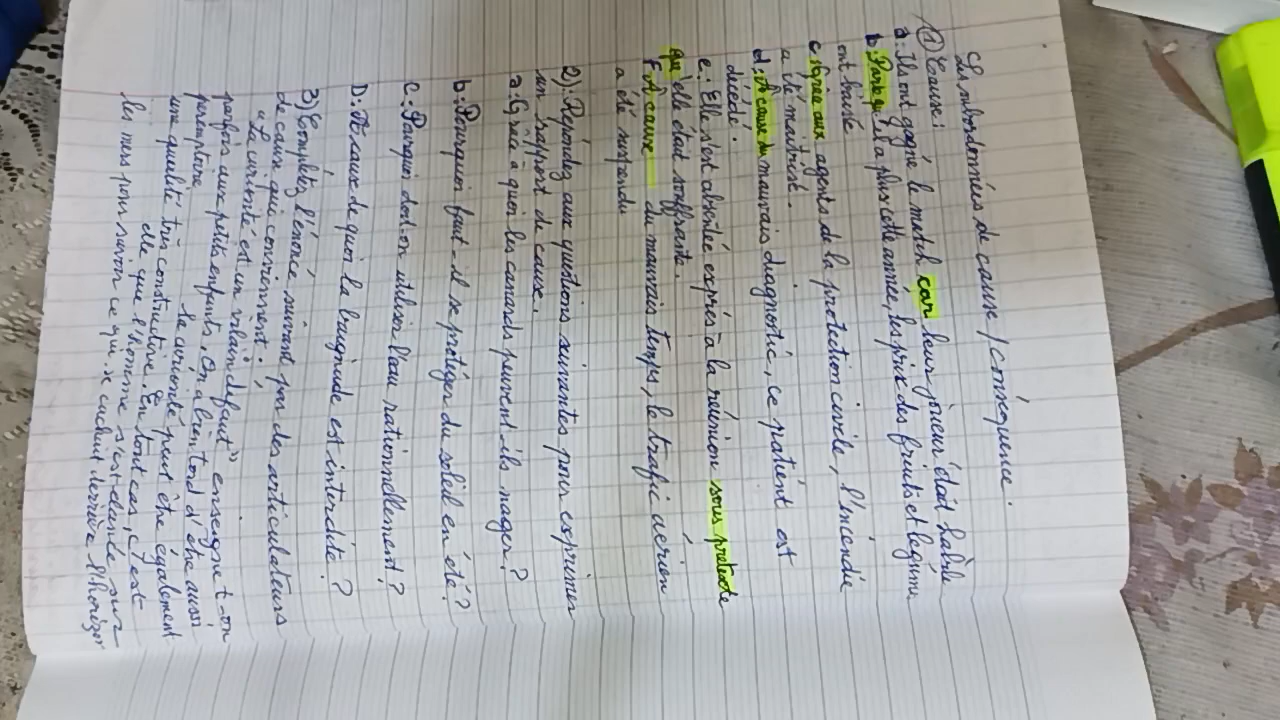 Les subordonnées de cause / conséquence.
① Cause :
a: Ils ont gagné le match car leur joueur était habile
b: Parce qu'il a plus cette année, les prix des fruits et légumes
ont baissé
c Grâce aux agents de la protection civile, l'incendie
a été maitrisé.
d: A cause du mauvais diagnostic, ce patient est
décédé.
e: Elle s'est absentée exprès à la réunion sous pretexte
qu'elle était souffrante.
F: À cause du mauvais temps, le trafic aérien
a été suspendu
2): Répondez aux questions suivantes pour exprimer
un rapport de cause.
a: Grâce à quoi les canards peuvent-ils nager?
b: Pourquoi faut-il se protéger du soleil en été?
c: Pourquoi doit-on utiliser l'eau rationnellement?
D: A cause de quoi la baignade est interdite?
3) Complétez l'énoncé suivant par des articulateurs
de cause qui conviennent:
"La curiosité est un vilain défaut" enseigne t-on
parfois aux petits enfants. On a bien tord d'être aussi
péremptoire, la curiosité peut être également
une qualité très constructive. En tout cas, c'est
elle que l'homme s'est élancé sur
les mers pour savoir ce qui se cachait derrière l'horizon